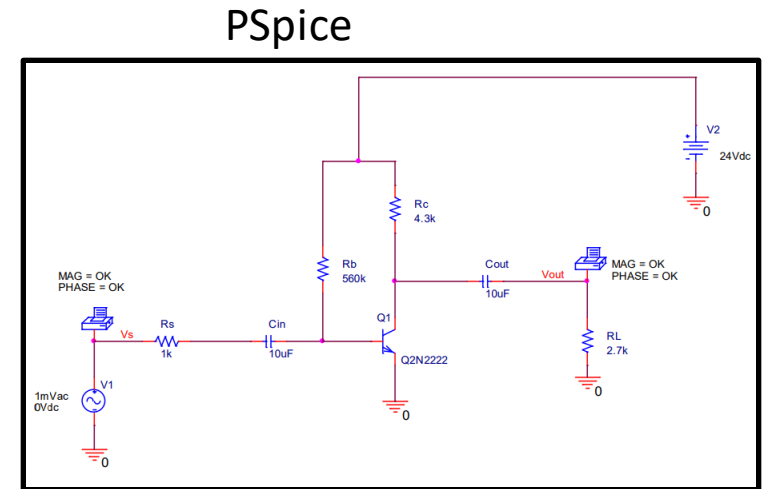 PSpice
V2
24Vdc
0
Rc
4.3k
Rb
560k
Cout
10uF
Vout
MAG = OK
PHASE = OK
MAG = OK
PHASE = OK
Vs
Rs
1k
Cin
10uF
Q1
Q2N2222
0
RL
2.7k
0
V1
1mVac
0Vdc
0